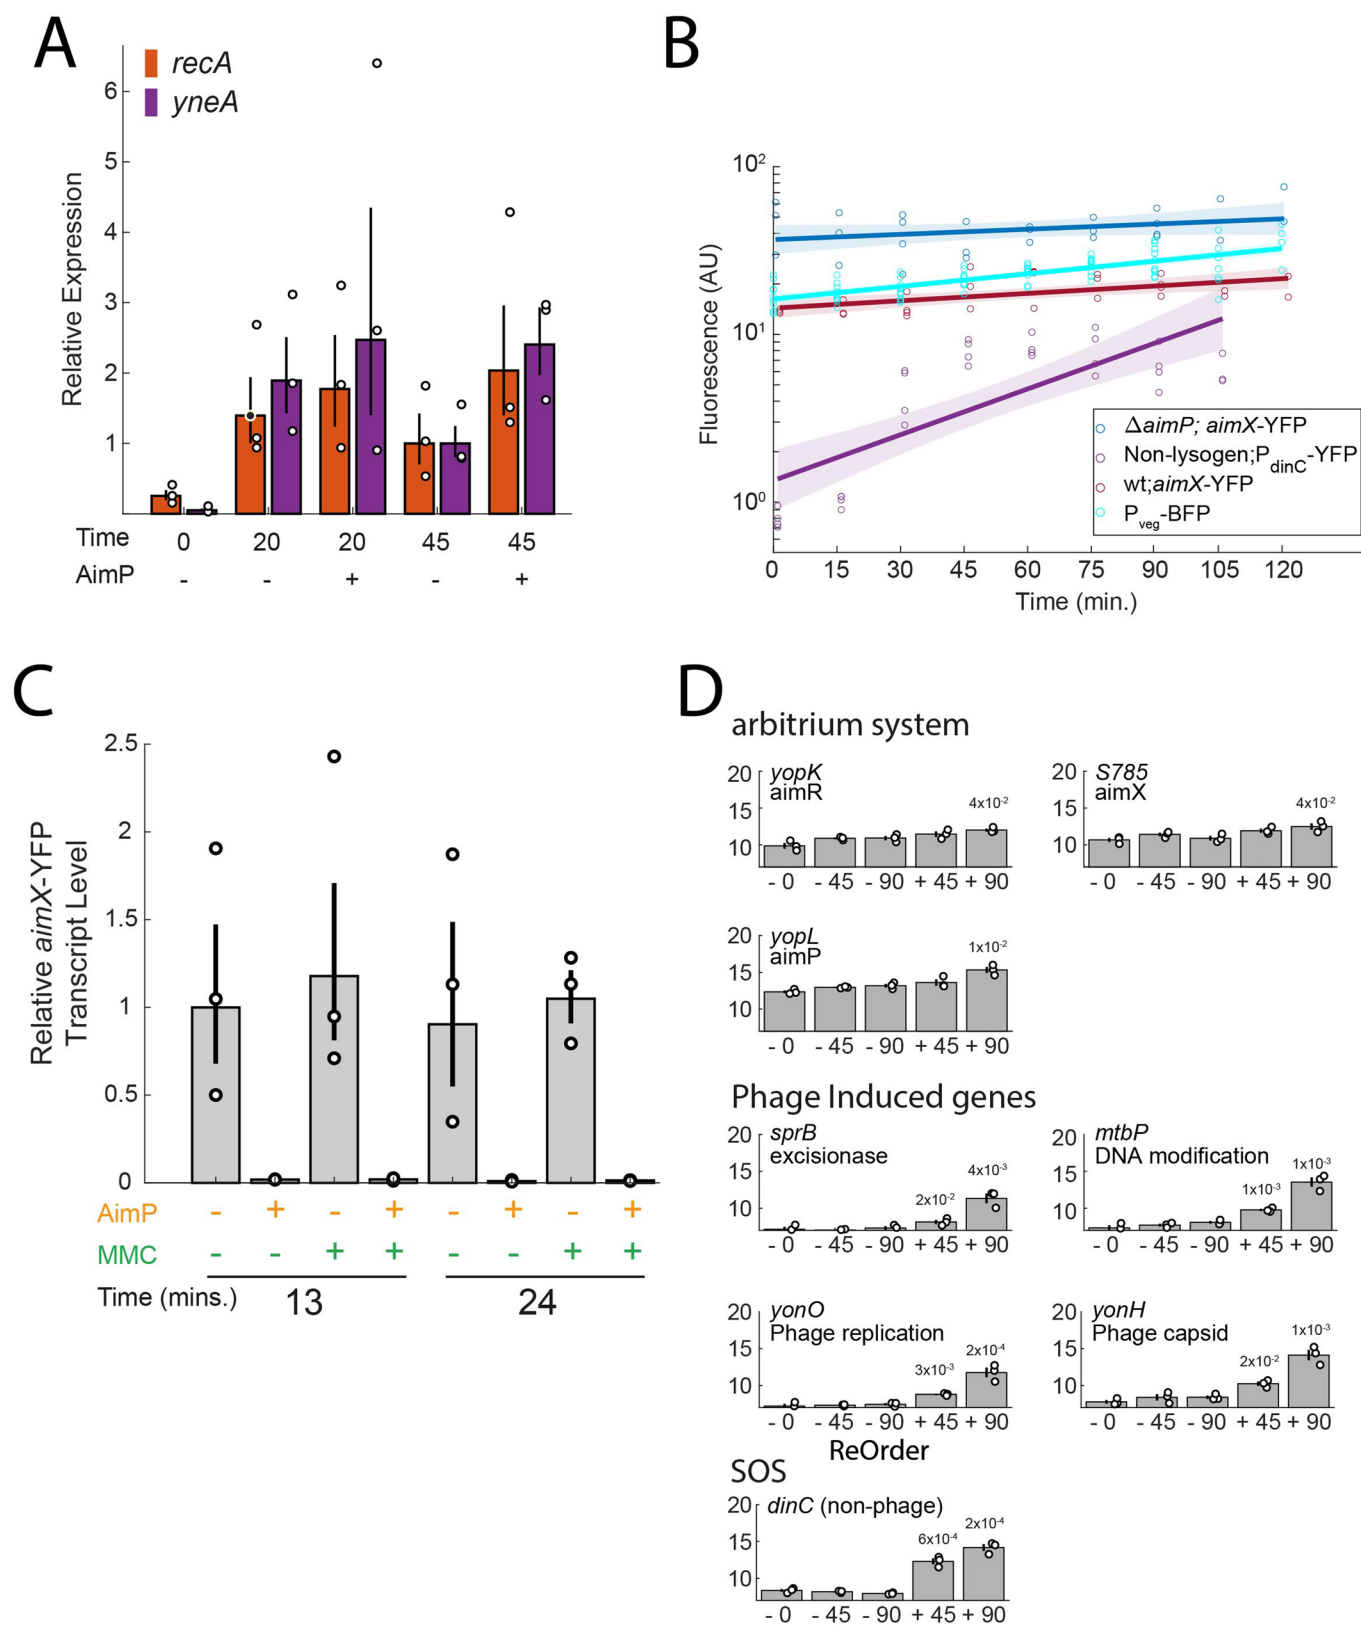 A
recA
yneA
6
5
4
3
2
1
Relative Expression
Time 0 20 20 45 45
AimP - - + - +
B
10²
10¹
10⁰
Fluorescence (AU)
ΔaimP; aimX-YFP
Non-lysogen;PdinC-YFP
wt;aimX-YFP
Pveg-BFP
0 15 30 45 60 75 90 105 120
Time (min.)
C
2.5
2
1.5
1
0.5
0
Relative aimX-YFP
Transcript Level
AimP - + - + - + - +
MMC - - + + - - + +
Time (mins.) 13 24
D
arbitrium system
20
15
10
yopK
aimR
4x10⁻²
- 0 - 45 - 90 + 45 + 90
20
15
10
S785
aimX
4x10⁻²
- 0 - 45 - 90 + 45 + 90
20
15
10
yopL
aimP
1x10⁻²
- 0 - 45 - 90 + 45 + 90
Phage Induced genes
20
15
10
sprB
excisionase
4x10⁻³
2x10⁻²
- 0 - 45 - 90 + 45 + 90
20
15
10
mtbP
DNA modification
1x10⁻³
1x10⁻³
- 0 - 45 - 90 + 45 + 90
20
15
10
yonO
Phage replication
2x10⁻⁴
3x10⁻³
- 0 - 45 - 90 + 45 + 90
20
15
10
yonH
Phage capsid
1x10⁻³
2x10⁻²
- 0 - 45 - 90 + 45 + 90
ReOrder
SOS
20
15
10
dinC (non-phage)
2x10⁻⁴
6x10⁻⁴
- 0 - 45 - 90 + 45 + 90